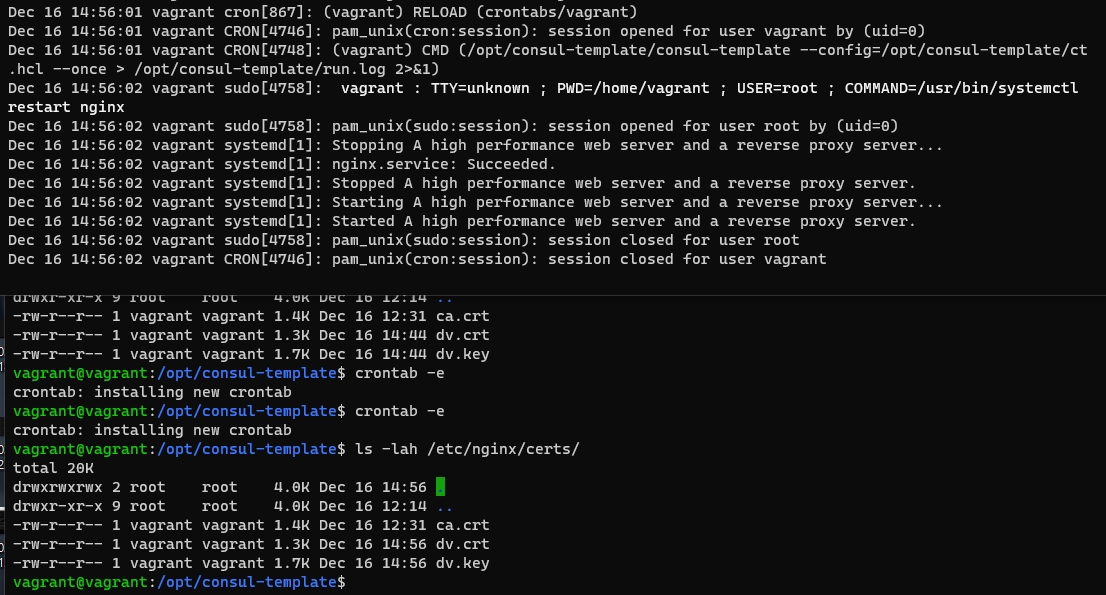 Dec 16 14:56:01 vagrant cron[867]: (vagrant) RELOAD (crontabs/vagrant)
Dec 16 14:56:01 vagrant CRON[4746]: pam_unix(cron:session): session opened for user vagrant by (uid=0)
Dec 16 14:56:01 vagrant CRON[4748]: (vagrant) CMD (/opt/consul-template/consul-template --config=/opt/consul-template/ct
.hcl --once > /opt/consul-template/run.log 2>&1)
Dec 16 14:56:02 vagrant sudo[4758]:  vagrant : TTY=unknown ; PWD=/home/vagrant ; USER=root ; COMMAND=/usr/bin/systemctl
restart nginx
Dec 16 14:56:02 vagrant sudo[4758]: pam_unix(sudo:session): session opened for user root by (uid=0)
Dec 16 14:56:02 vagrant systemd[1]: Stopping A high performance web server and a reverse proxy server...
Dec 16 14:56:02 vagrant systemd[1]: nginx.service: Succeeded.
Dec 16 14:56:02 vagrant systemd[1]: Stopped A high performance web server and a reverse proxy server.
Dec 16 14:56:02 vagrant systemd[1]: Starting A high performance web server and a reverse proxy server...
Dec 16 14:56:02 vagrant systemd[1]: Started A high performance web server and a reverse proxy server.
Dec 16 14:56:02 vagrant sudo[4758]: pam_unix(sudo:session): session closed for user root
Dec 16 14:56:02 vagrant CRON[4746]: pam_unix(cron:session): session closed for user vagrant
drwxr-xr-x 9 root    root    4.0K Dec 16 12:14 ..
-rw-r--r-- 1 vagrant vagrant 1.4K Dec 16 12:31 ca.crt
-rw-r--r-- 1 vagrant vagrant 1.3K Dec 16 14:44 dv.crt
-rw-r--r-- 1 vagrant vagrant 1.7K Dec 16 14:44 dv.key
vagrant@vagrant:/opt/consul-template$ crontab -e
crontab: installing new crontab
vagrant@vagrant:/opt/consul-template$ crontab -e
crontab: installing new crontab
vagrant@vagrant:/opt/consul-template$ ls -lah /etc/nginx/certs/
total 20K
drwxrwxrwx 2 root    root    4.0K Dec 16 14:56 .
drwxr-xr-x 9 root    root    4.0K Dec 16 12:14 ..
-rw-r--r-- 1 vagrant vagrant 1.4K Dec 16 12:31 ca.crt
-rw-r--r-- 1 vagrant vagrant 1.3K Dec 16 14:56 dv.crt
-rw-r--r-- 1 vagrant vagrant 1.7K Dec 16 14:56 dv.key
vagrant@vagrant:/opt/consul-template$